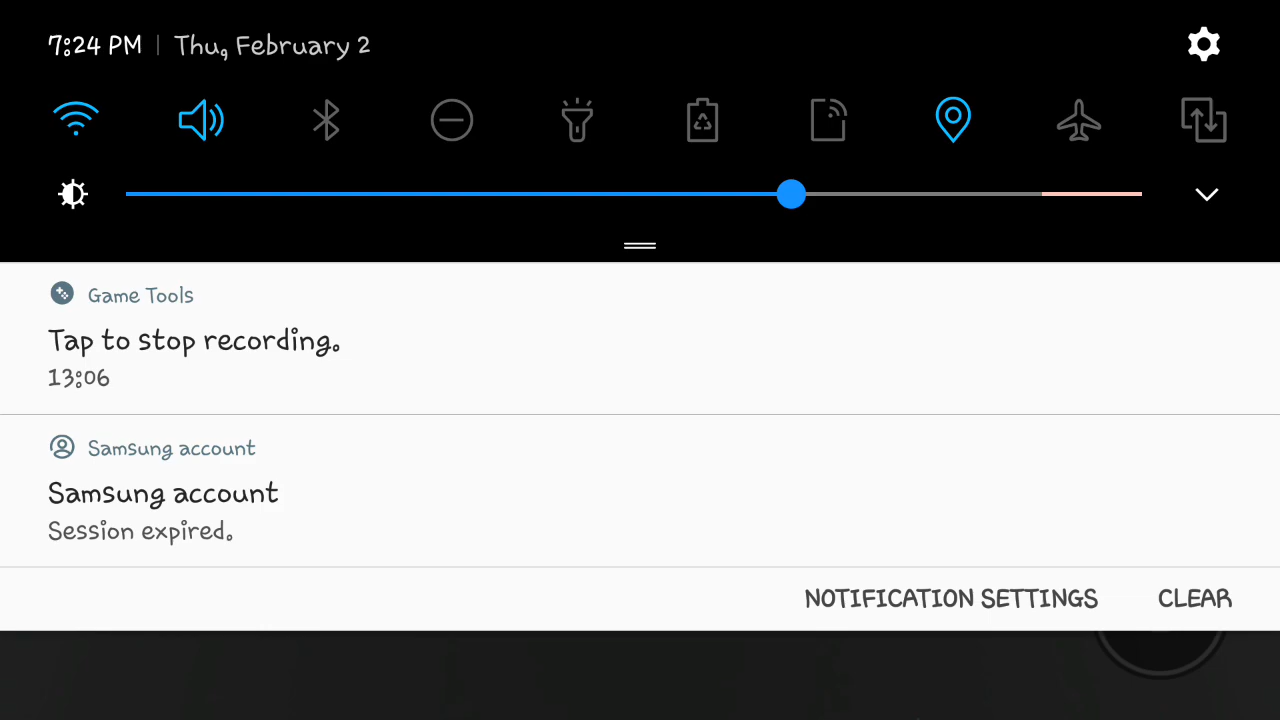 7:24 PM | Thu, February 2
Game Tools
Tap to stop recording.
13:06
Samsung account
Samsung account
Session expired.
NOTIFICATION SETTINGS CLEAR